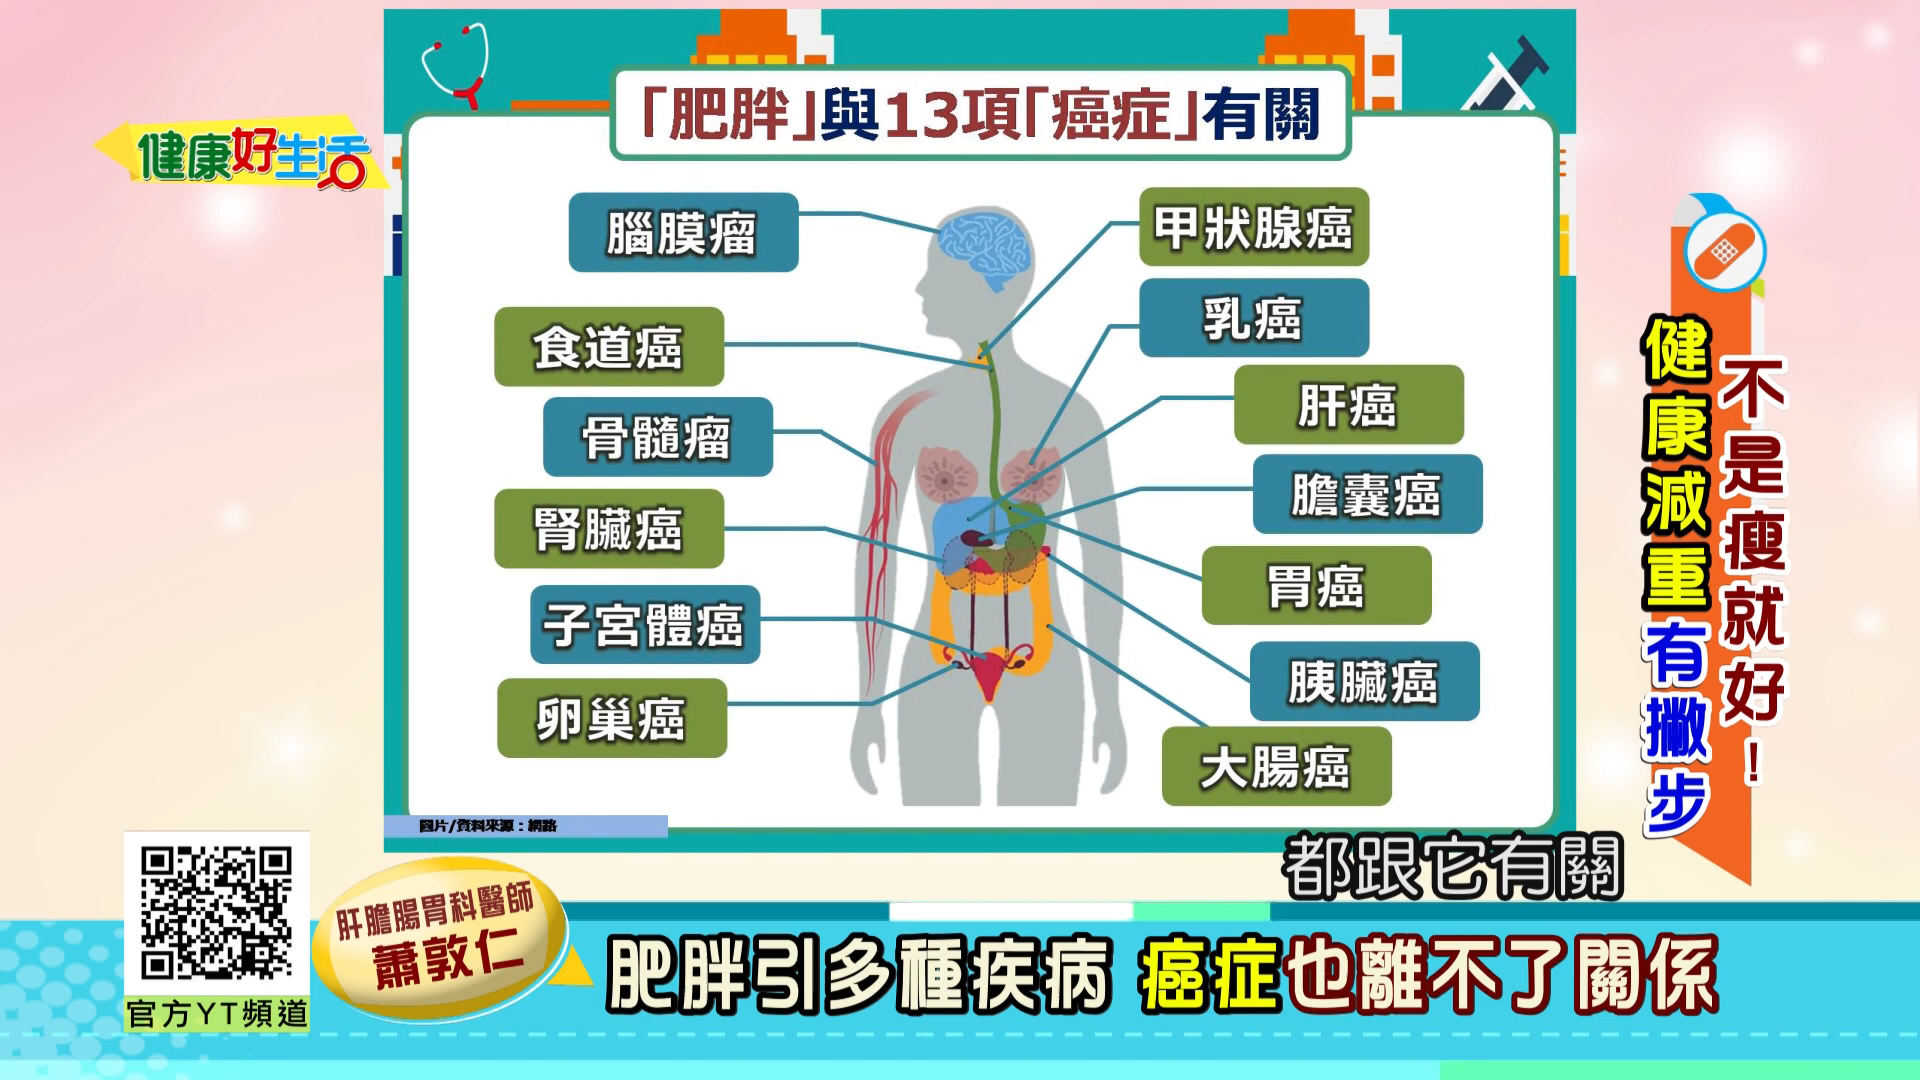 「肥胖」與13項「癌症」有關
健康好生活
腦膜瘤
甲狀腺癌
乳癌
食道癌
肝癌
骨髓瘤
膽囊癌
腎臟癌
胃癌
子宮體癌
胰臟癌
卵巢癌
大腸癌
圖片/資料來源：網路
不是瘦就好！
健康減重有撇步
都跟它有關
肝膽腸胃科醫師
蕭敦仁
肥胖引多種疾病 癌症也離不了關係
官方YT頻道